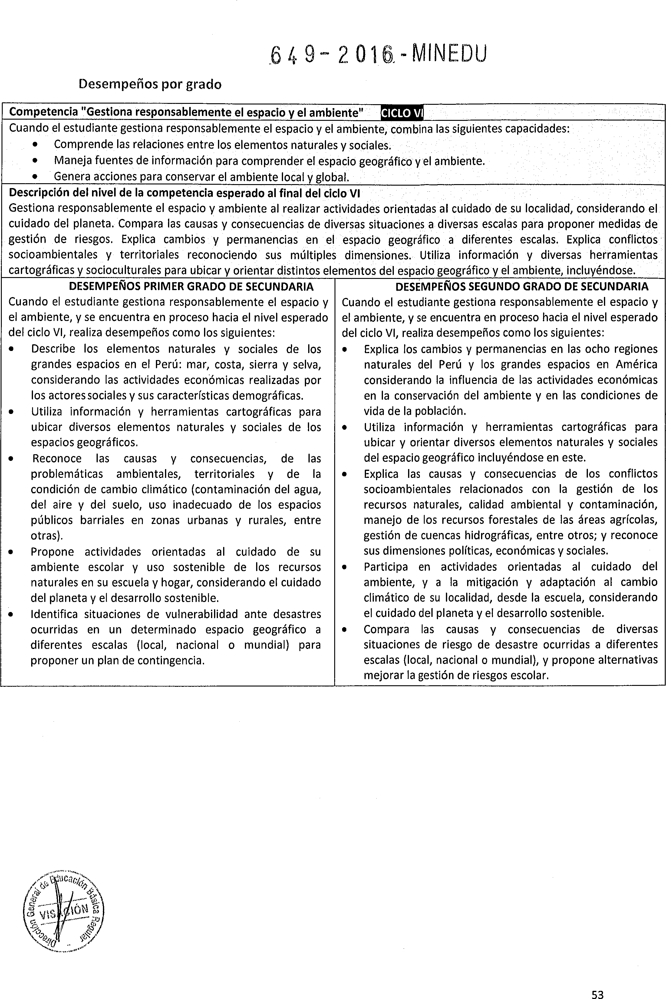 649-2016-MINEDU
Desempeños por grado
Competencia "Gestiona responsablemente el espacio y el ambiente" CICLO VI
Cuando el estudiante gestiona responsablemente el espacio y el ambiente, combina las siguientes capacidades:
• Comprende las relaciones entre los elementos naturales y sociales.
• Maneja fuentes de información para comprender el espacio geográfico y el ambiente.
• Genera acciones para conservar el ambiente local y global.
Descripción del nivel de la competencia esperado al final del ciclo VI
Gestiona responsablemente el espacio y ambiente al realizar actividades orientadas al cuidado de su localidad, considerando el
cuidado del planeta. Compara las causas y consecuencias de diversas situaciones a diversas escalas para proponer medidas de
gestión de riesgos. Explica cambios y permanencias en el espacio geográfico a diferentes escalas. Explica conflictos
socioambientales y territoriales reconociendo sus múltiples dimensiones. Utiliza información y diversas herramientas
cartográficas y socioculturales para ubicar y orientar distintos elementos del espacio geográfico y el ambiente, incluyéndose.
DESEMPEÑOS PRIMER GRADO DE SECUNDARIA
Cuando el estudiante gestiona responsablemente el espacio y
el ambiente, y se encuentra en proceso hacia el nivel esperado
del ciclo VI, realiza desempeños como los siguientes:
• Describe los elementos naturales y sociales de los
grandes espacios en el Perú: mar, costa, sierra y selva,
considerando las actividades económicas realizadas por
los actores sociales y sus características demográficas.
• Utiliza información y herramientas cartográficas para
ubicar diversos elementos naturales y sociales de los
espacios geográficos.
• Reconoce las causas y consecuencias, de las
problemáticas ambientales, territoriales y de la
condición de cambio climático (contaminación del agua,
del aire y del suelo, uso inadecuado de los espacios
públicos barriales en zonas urbanas y rurales, entre
otras).
• Propone actividades orientadas al cuidado de su
ambiente escolar y uso sostenible de los recursos
naturales en su escuela y hogar, considerando el cuidado
del planeta y el desarrollo sostenible.
• Identifica situaciones de vulnerabilidad ante desastres
ocurridas en un determinado espacio geográfico a
diferentes escalas (local, nacional o mundial) para
proponer un plan de contingencia.
DESEMPEÑOS SEGUNDO GRADO DE SECUNDARIA
Cuando el estudiante gestiona responsablemente el espacio y
el ambiente, y se encuentra en proceso hacia el nivel esperado
del ciclo VI, realiza desempeños como los siguientes:
• Explica los cambios y permanencias en las ocho regiones
naturales del Perú y los grandes espacios en América
considerando la influencia de las actividades económicas
en la conservación del ambiente y en las condiciones de
vida de la población.
• Utiliza información y herramientas cartográficas para
ubicar y orientar diversos elementos naturales y sociales
del espacio geográfico incluyéndose en este.
• Explica las causas y consecuencias de los conflictos
socioambientales relacionados con la gestión de los
recursos naturales, calidad ambiental y contaminación,
manejo de los recursos forestales de las áreas agrícolas,
gestión de cuencas hidrográficas, entre otros; y reconoce
sus dimensiones políticas, económicas y sociales.
• Participa en actividades orientadas al cuidado del
ambiente, y a la mitigación y adaptación al cambio
climático de su localidad, desde la escuela, considerando
el cuidado del planeta y el desarrollo sostenible.
• Compara las causas y consecuencias de diversas
situaciones de riesgo de desastre ocurridas a diferentes
escalas (local, nacional o mundial), y propone alternativas
mejorar la gestión de riesgos escolar.
Dirección General de Educación Básica Regular
VISACIÓN
53